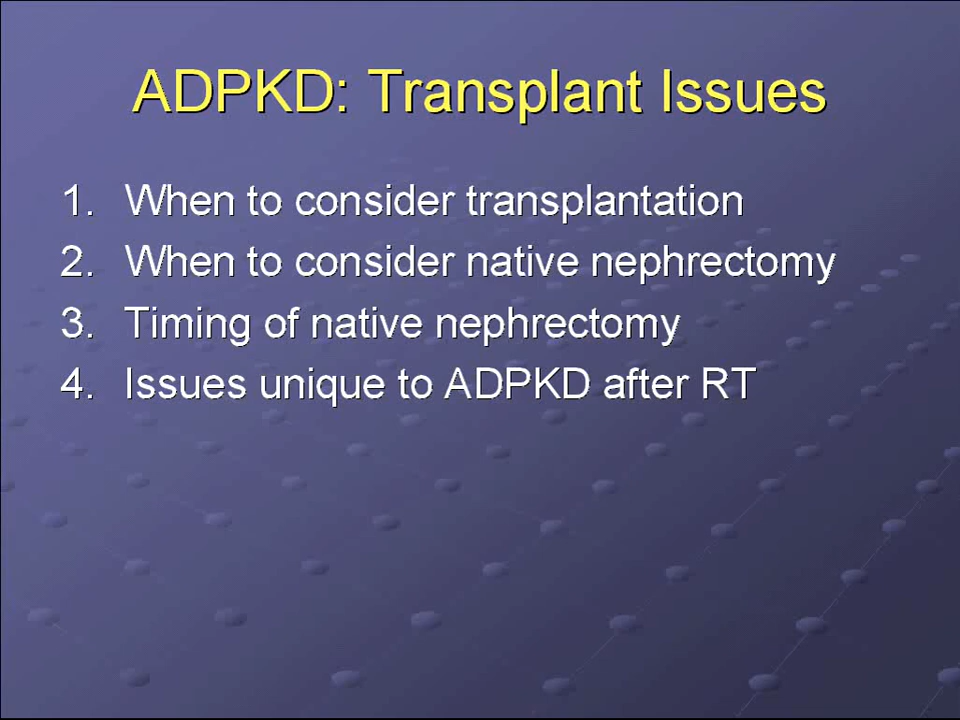 ADPKD: Transplant Issues
1. When to consider transplantation
2. When to consider native nephrectomy
3. Timing of native nephrectomy
4. Issues unique to ADPKD after RT